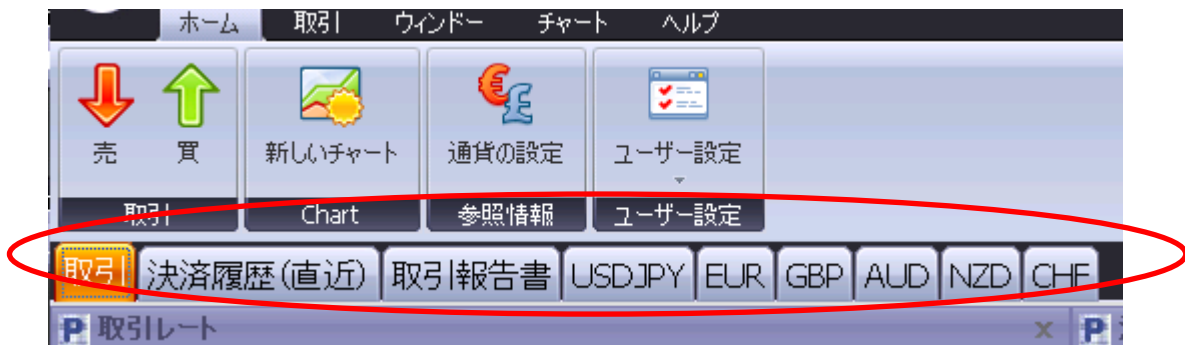 ホーム 取引 ウィンドー チャート ヘルプ
売 買 新しいチャート 通貨の設定 ユーザー設定
取引 Chart 参照情報 ユーザー設定
取引 決済履歴(直近) 取引報告書 USDJPY EUR GBP AUD NZD CHF
P 取引レート x P